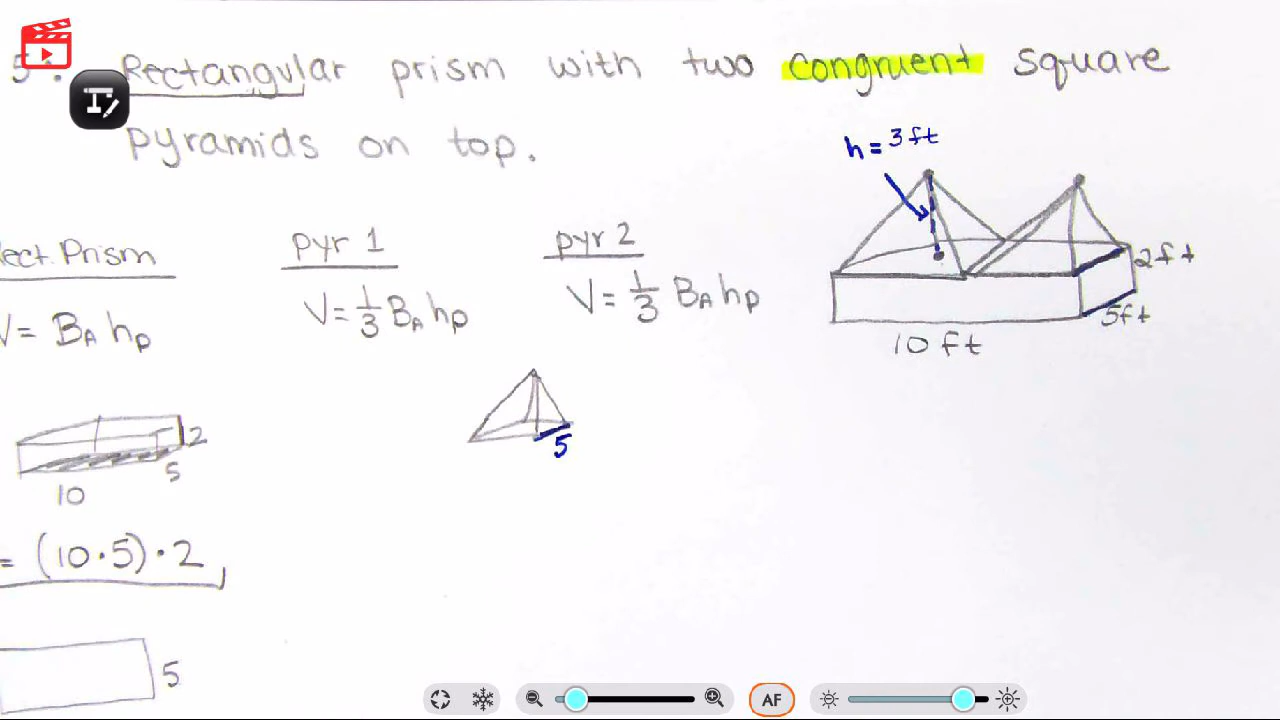 5: Rectangular prism with two congruent square
pyramids on top.
h = 3ft
2ft
5ft
10 ft
Rect. Prism
V = BA hp
2
5
10
= (10·5)·2
5
pyr 1
V = 1/3 BA hp
5
pyr 2
V = 1/3 BA hp
AF